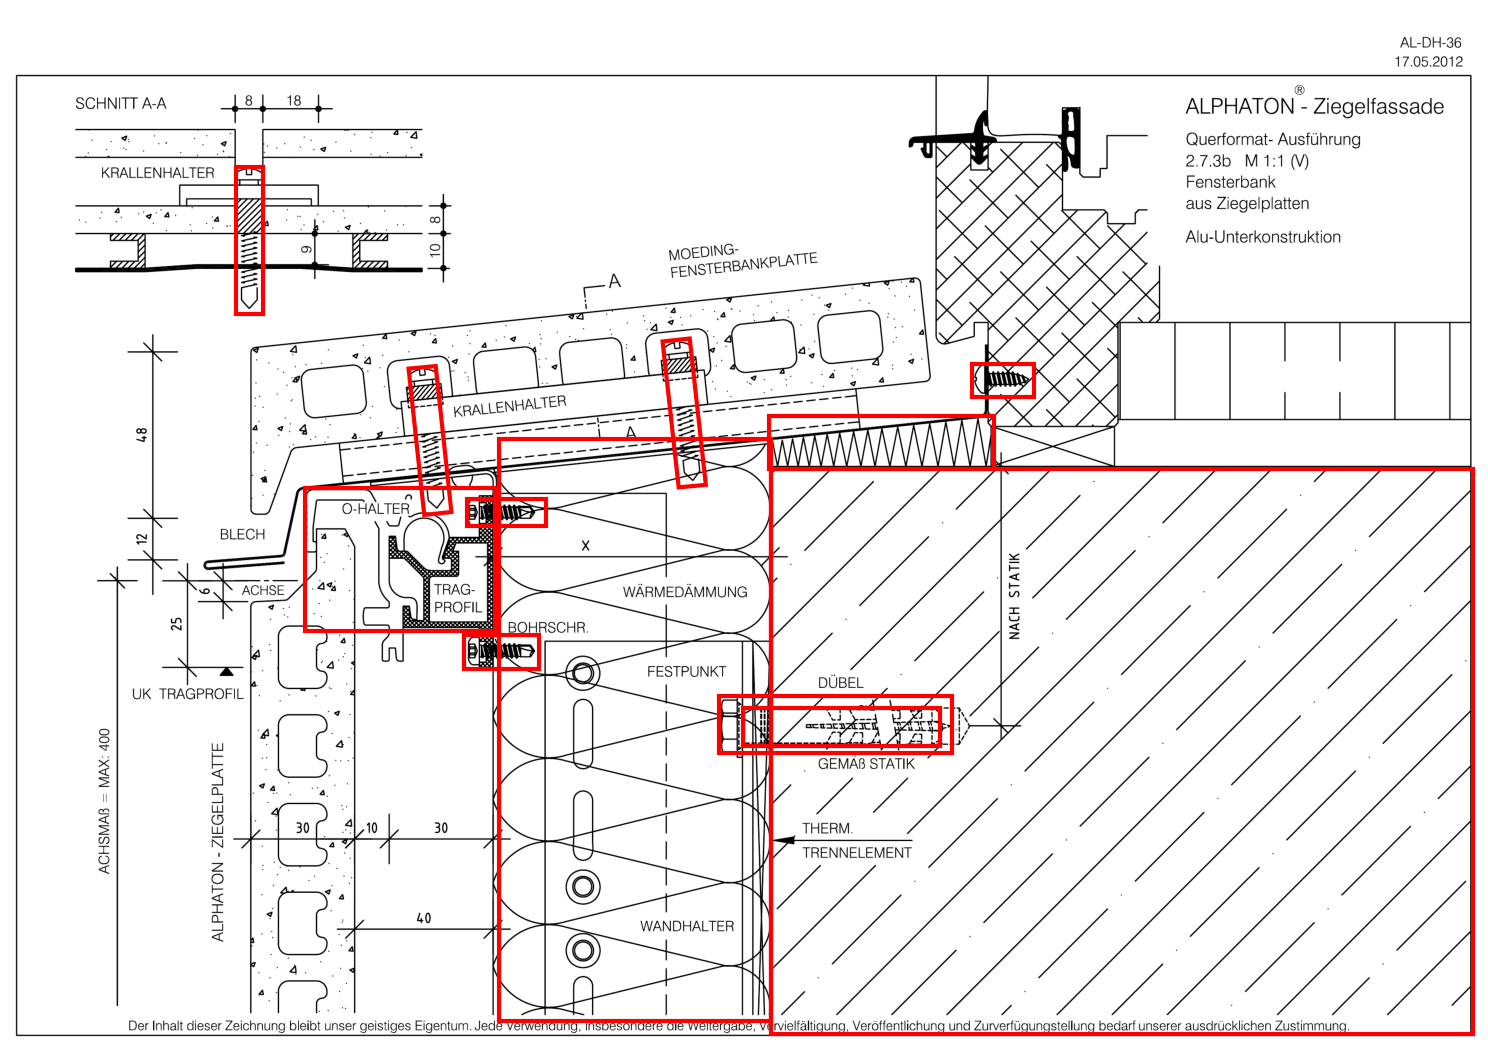 AL-DH-36
17.05.2012
SCHNITT A-A
8
18
ALPHATON® - Ziegelfassade
Querformat- Ausführung
2.7.3b M 1:1 (V)
Fensterbank
aus Ziegelplatten
Alu-Unterkonstruktion
KRALLENHALTER
8
10
9
MOEDING-
FENSTERBANKPLATTE
A
KRALLENHALTER
A
48
12
O-HALTER
BLECH
X
6
ACHSE
TRAG-
PROFIL
WÄRMEDÄMMUNG
NACH STATIK
25
BOHRSCHR.
UK TRAGPROFIL
FESTPUNKT
DÜBEL
GEMÄß STATIK
ACHSMAß = MAX: 400
ALPHATON - ZIEGELPLATTE
30
10
30
THERM.
TRENNELEMENT
40
WANDHALTER
Der Inhalt dieser Zeichnung bleibt unser geistiges Eigentum. Jede Verwendung, insbesondere die Weitergabe, Vervielfältigung, Veröffentlichung und Zurverfügungstellung bedarf unserer ausdrücklichen Zustimmung.